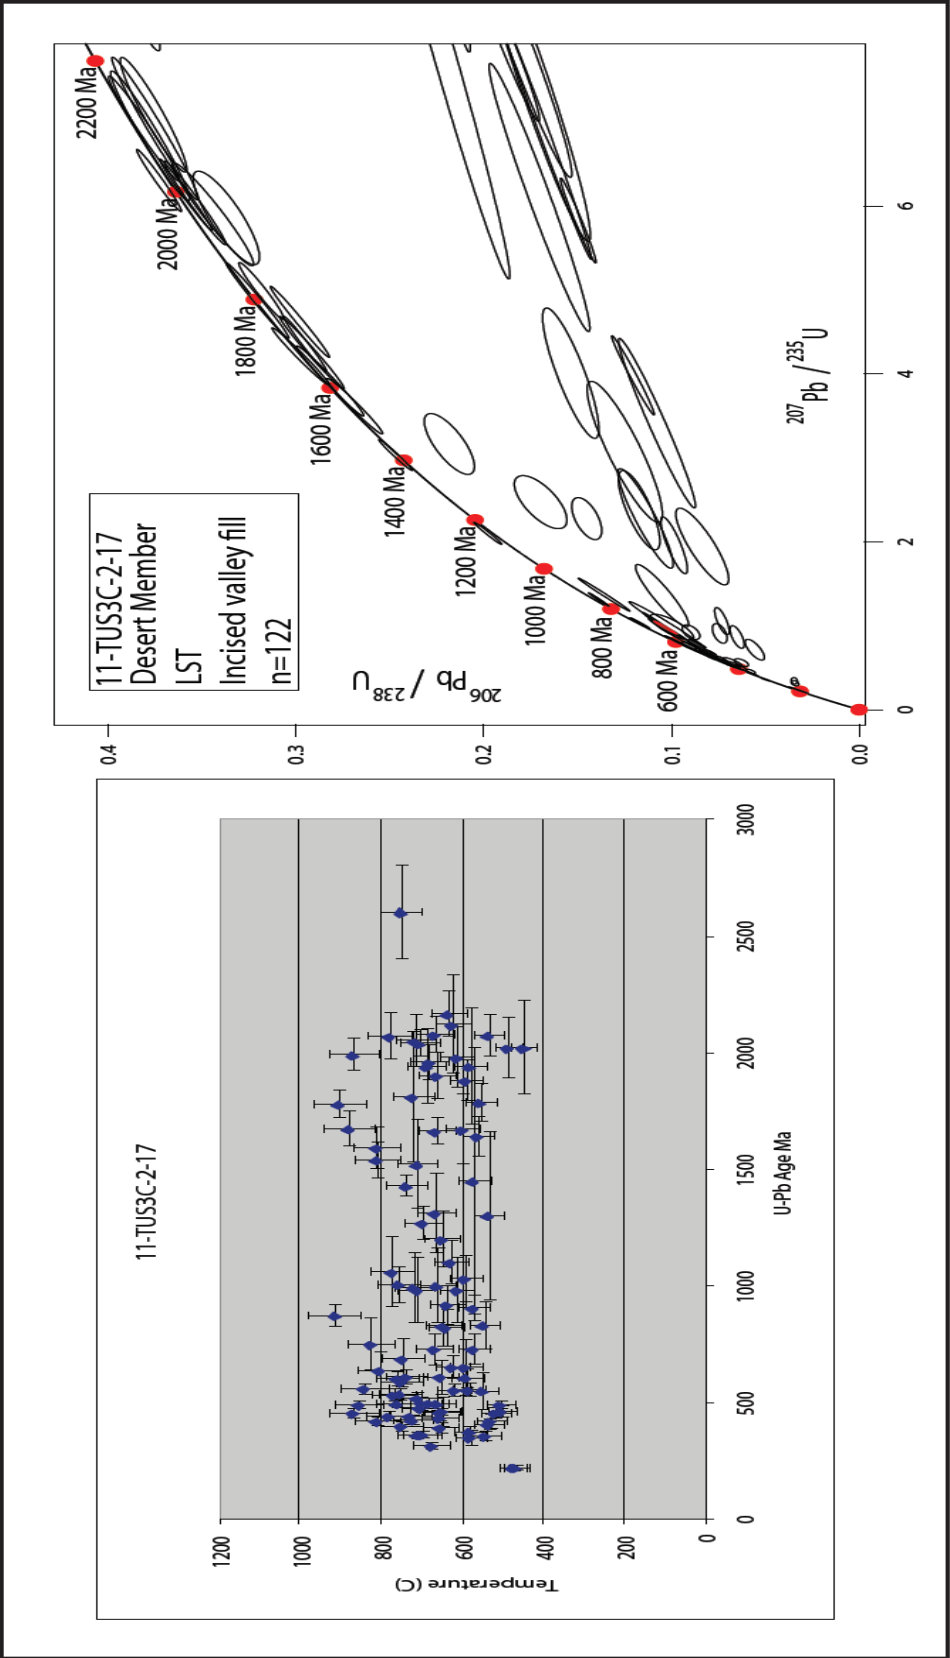 11-TUS3C-2-17
Temperature (C)
1200
1000
800
600
400
200
0
0
500
1000
1500
2000
2500
3000
U-Pb Age Ma
11-TUS3C-2-17
Desert Member
LST
Incised valley fill
n=122
206Pb / 238U
0.4
0.3
0.2
0.1
0.0
2200 Ma
2000 Ma
1800 Ma
1600 Ma
1400 Ma
1200 Ma
1000 Ma
800 Ma
600 Ma
0
2
4
6
207Pb / 235U